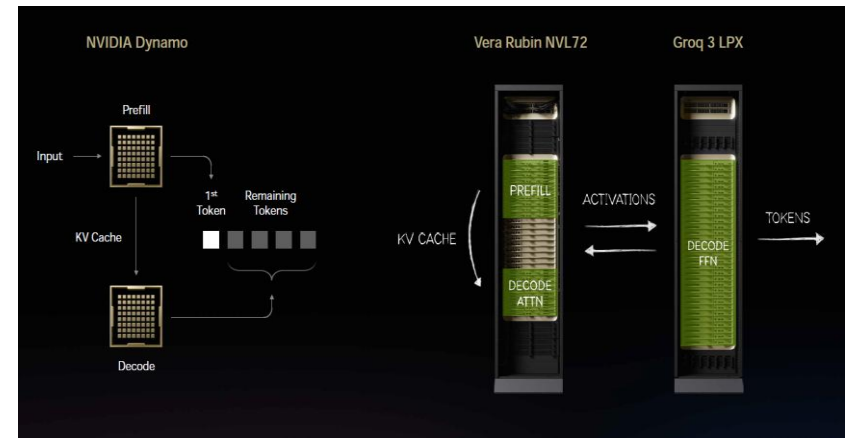 NVIDIA Dynamo
Prefill
Input
1st
Token
Remaining
Tokens
KV Cache
Decode
Vera Rubin NVL72
Groq 3 LPX
PREFILL
KV CACHE
DECODE
ATTN
ACTIVATIONS
DECODE
FFN
TOKENS